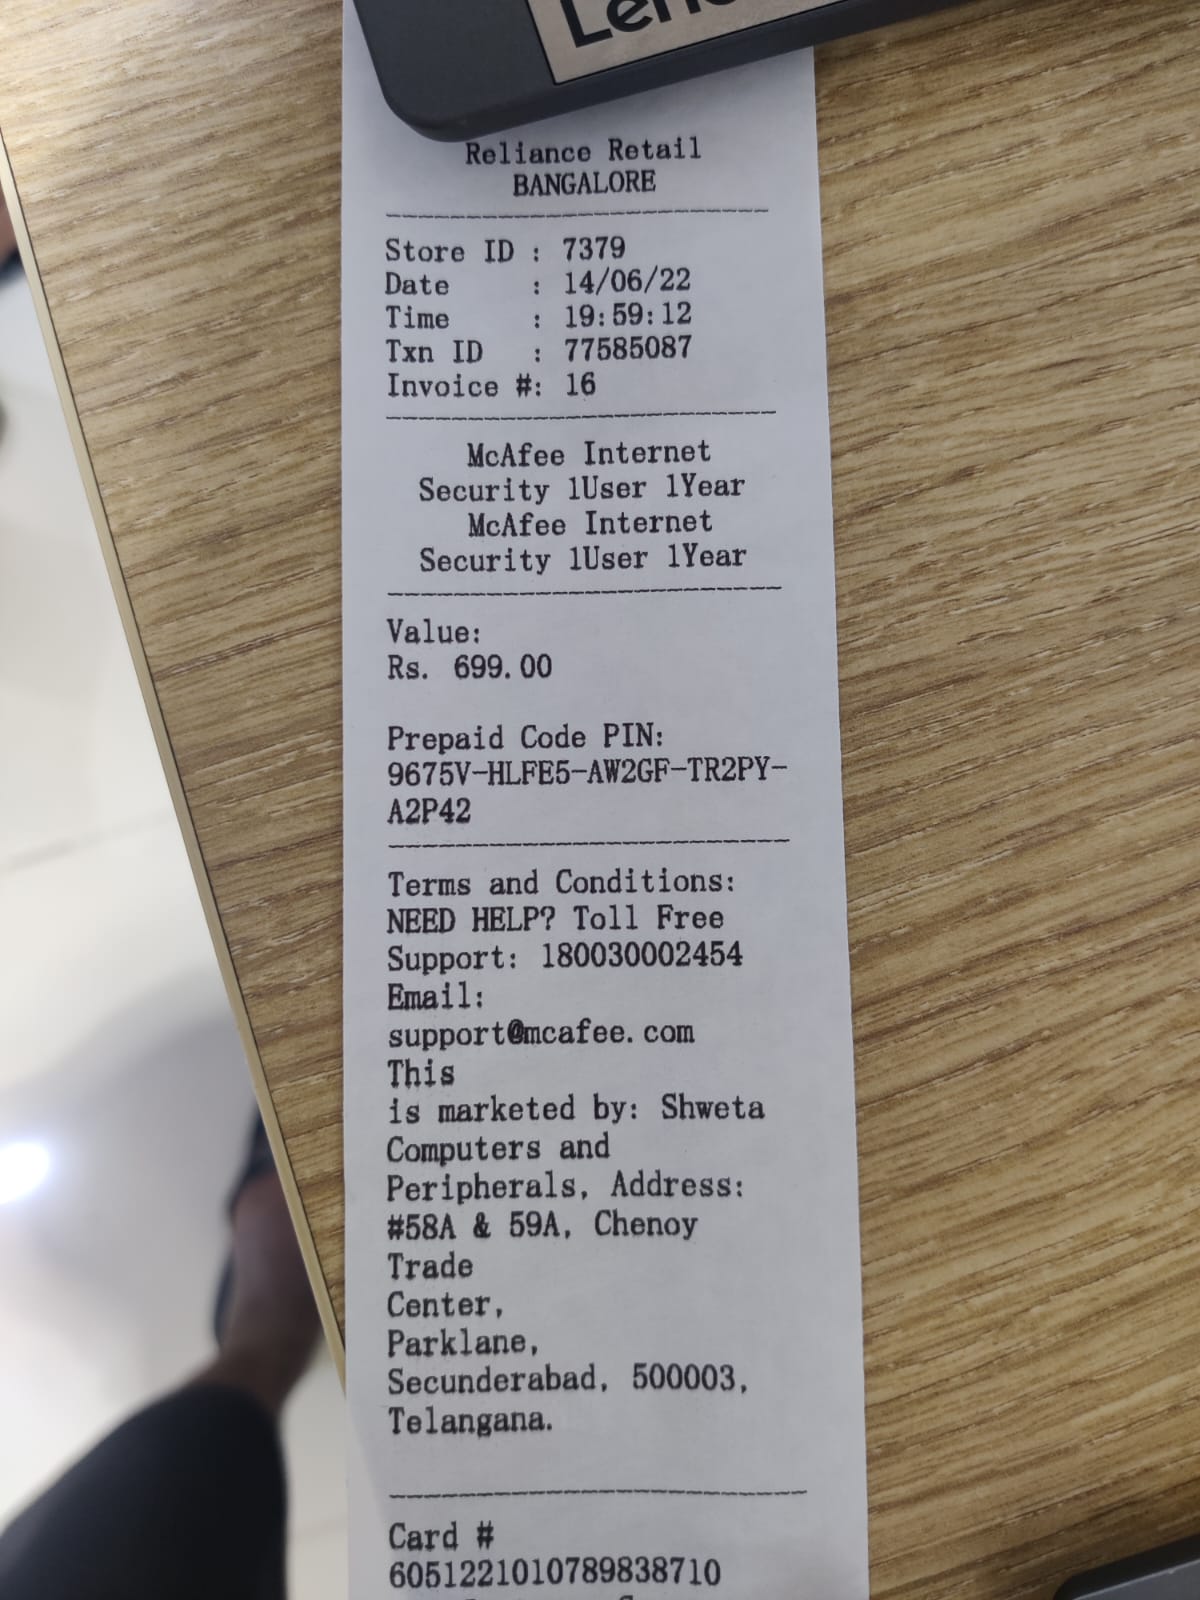 Reliance Retail
BANGALORE
Store ID : 7379
Date : 14/06/22
Time : 19:59:12
Txn ID : 77585087
Invoice #: 16
McAfee Internet
Security 1User 1Year
McAfee Internet
Security 1User 1Year
Value:
Rs. 699.00
Prepaid Code PIN:
9675V-HLFE5-AW2GF-TR2PY-
A2P42
Terms and Conditions:
NEED HELP? Toll Free
Support: 180030002454
Email:
support@mcafee.com
This
is marketed by: Shweta
Computers and
Peripherals, Address:
#58A & 59A, Chenoy
Trade
Center,
Parklane,
Secunderabad, 500003,
Telangana.
Card #
6051221010789838710